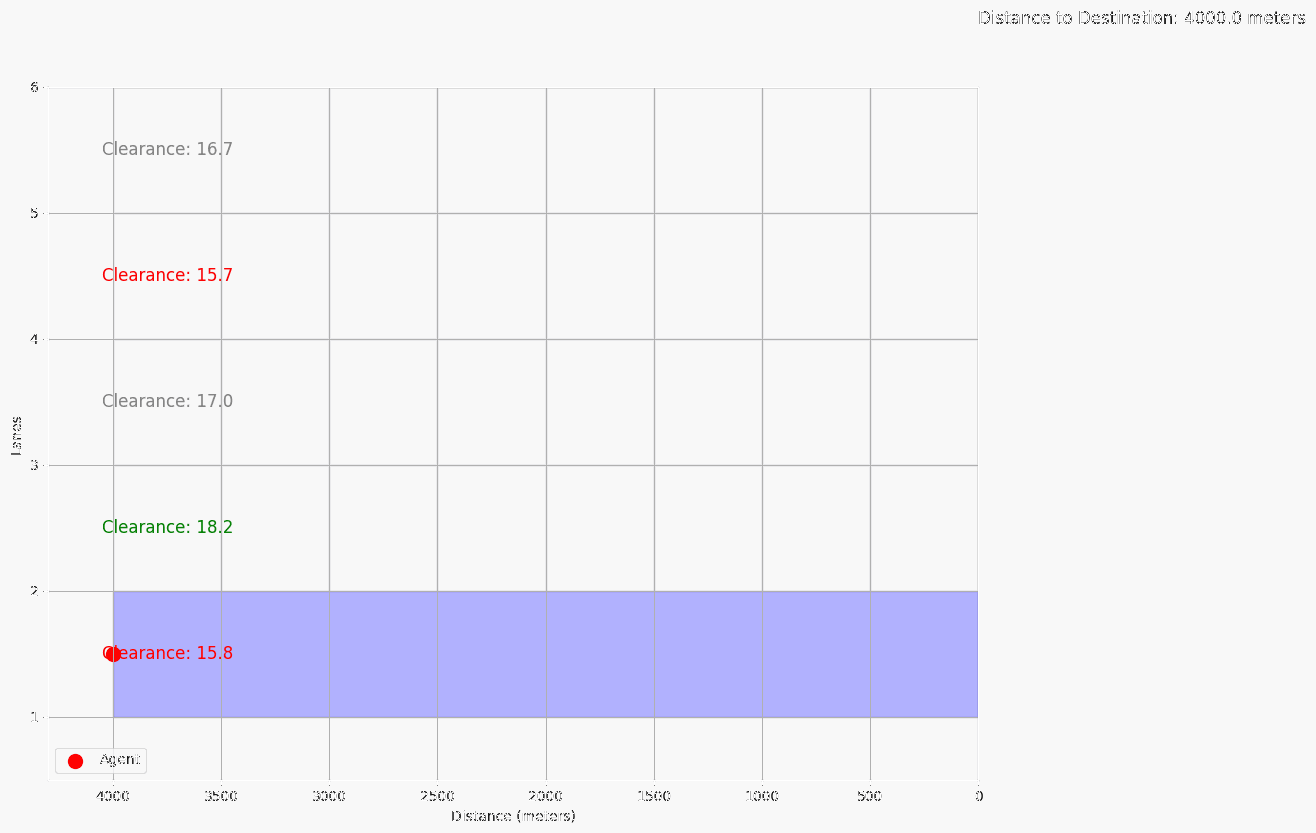 Distance to Destination: 4000.0 meters
6
Clearance: 16.7
5
Clearance: 15.7
4
Clearance: 17.0
Lanes
3
Clearance: 18.2
2
Clearance: 15.8
1
Agent
4000 3500 3000 2500 2000 1500 1000 500 0
Distance (meters)